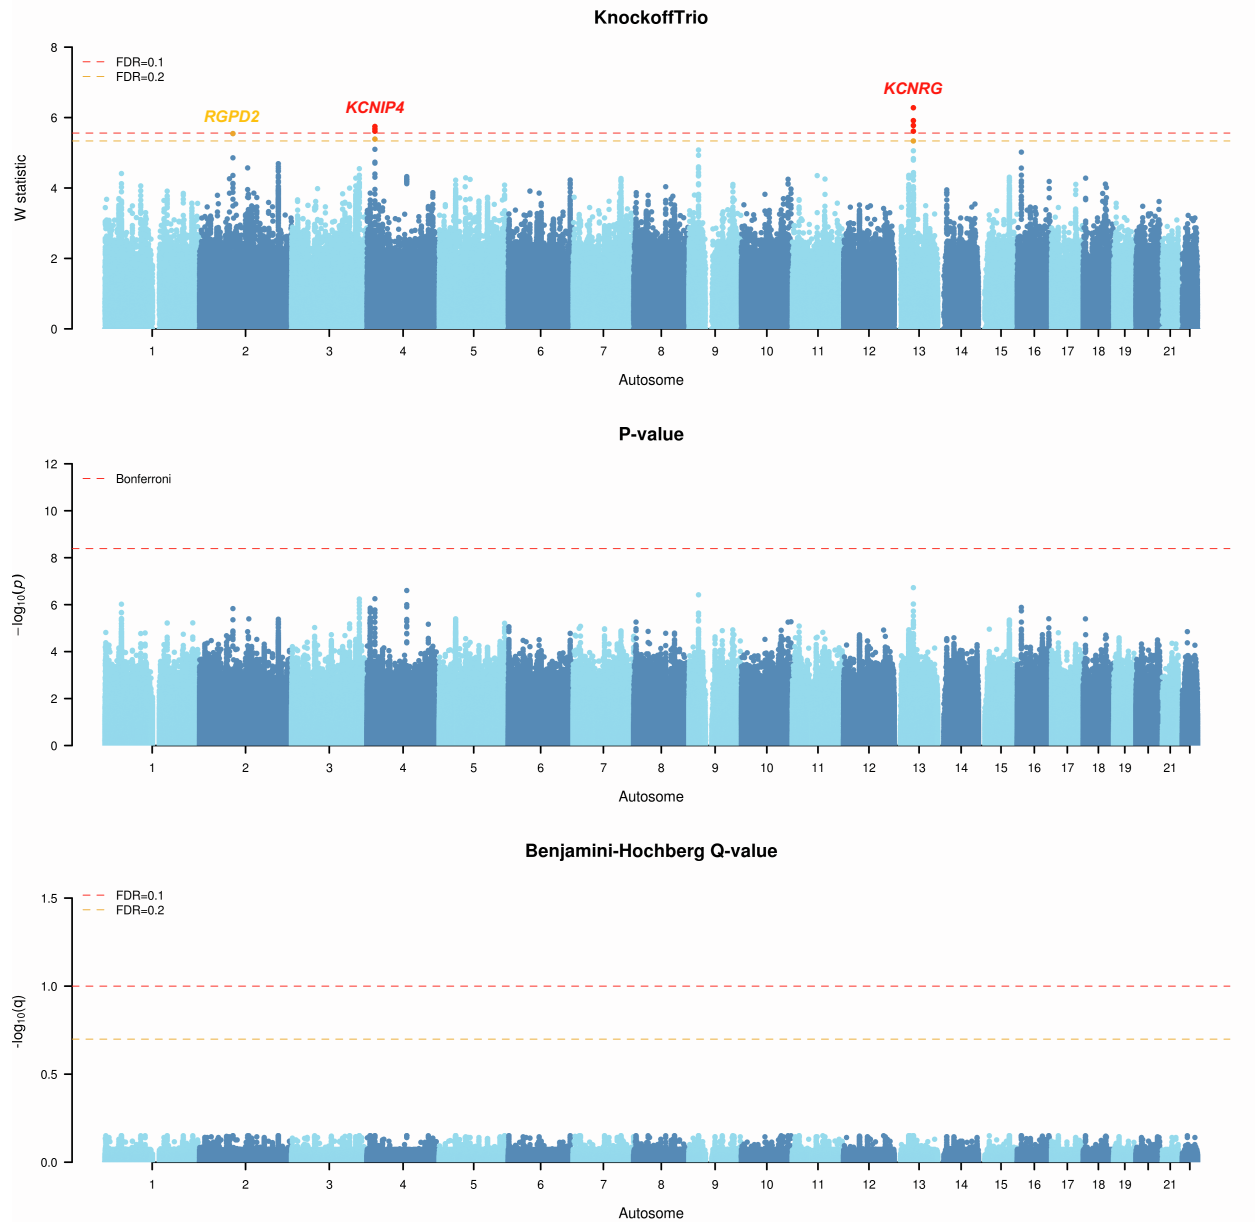 KnockoffTrio
8
FDR=0.1
FDR=0.2
KCNRG
KCNIP4
RGPD2
6
4
2
0
W statistic
1 2 3 4 5 6 7 8 9 10 11 12 13 14 15 16 17 18 19 21
Autosome
P-value
12
Bonferroni
10
8
6
4
2
0
−log10(p)
1 2 3 4 5 6 7 8 9 10 11 12 13 14 15 16 17 18 19 21
Autosome
Benjamini-Hochberg Q-value
FDR=0.1
1.5
FDR=0.2
1.0
0.5
0.0
-log10(q)
1 2 3 4 5 6 7 8 9 10 11 12 13 14 15 16 17 18 19 21
Autosome